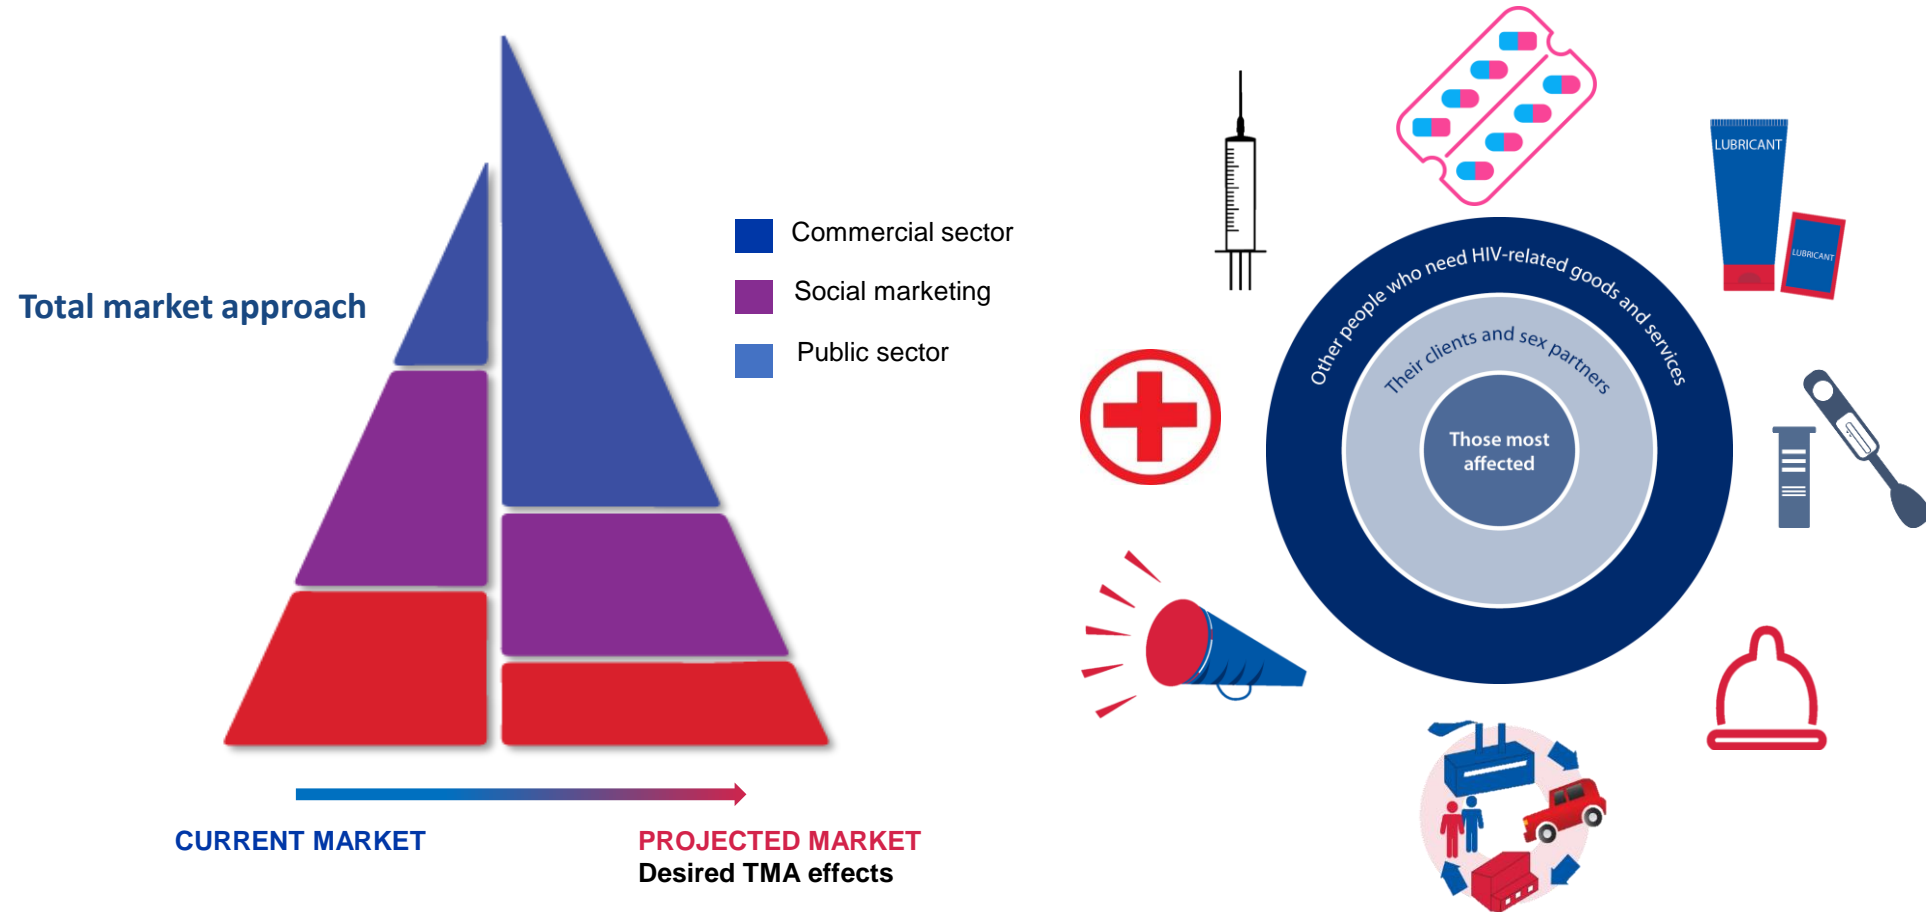 Total market approach
Commercial sector
Social marketing
Public sector
CURRENT MARKET
PROJECTED MARKET
Desired TMA effects
LUBRICANT
LUBRICANT
Other people who need HIV-related goods and services
Their clients and sex partners
Those most
affected